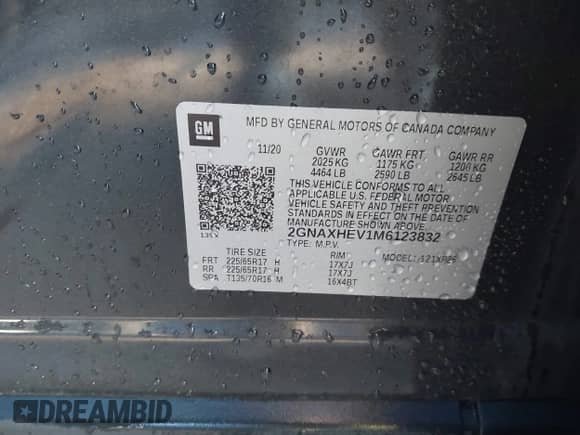 GM
MFD BY GENERAL MOTORS OF CANADA COMPANY
11/20 GVWR GAWR FRT GAWR RR
2025 KG 1175 KG 1200 KG
4464 LB 2590 LB 2645 LB
THIS VEHICLE CONFORMS TO ALL
APPLICABLE U.S. FEDERAL MOTOR
VEHICLE SAFETY AND THEFT PREVENTION
STANDARDS IN EFFECT ON THE DATE OF
MANUFACTURE SHOWN ABOVE.
2GNAXHEV1M6123832
TYPE: M.P.V.
TIRE SIZE RIM MODEL:
FRT 225/65R17 H 17X7J
RR 225/65R17 H 17X7J
SPA T135/70R16 M 16X4BT
DREAMBID